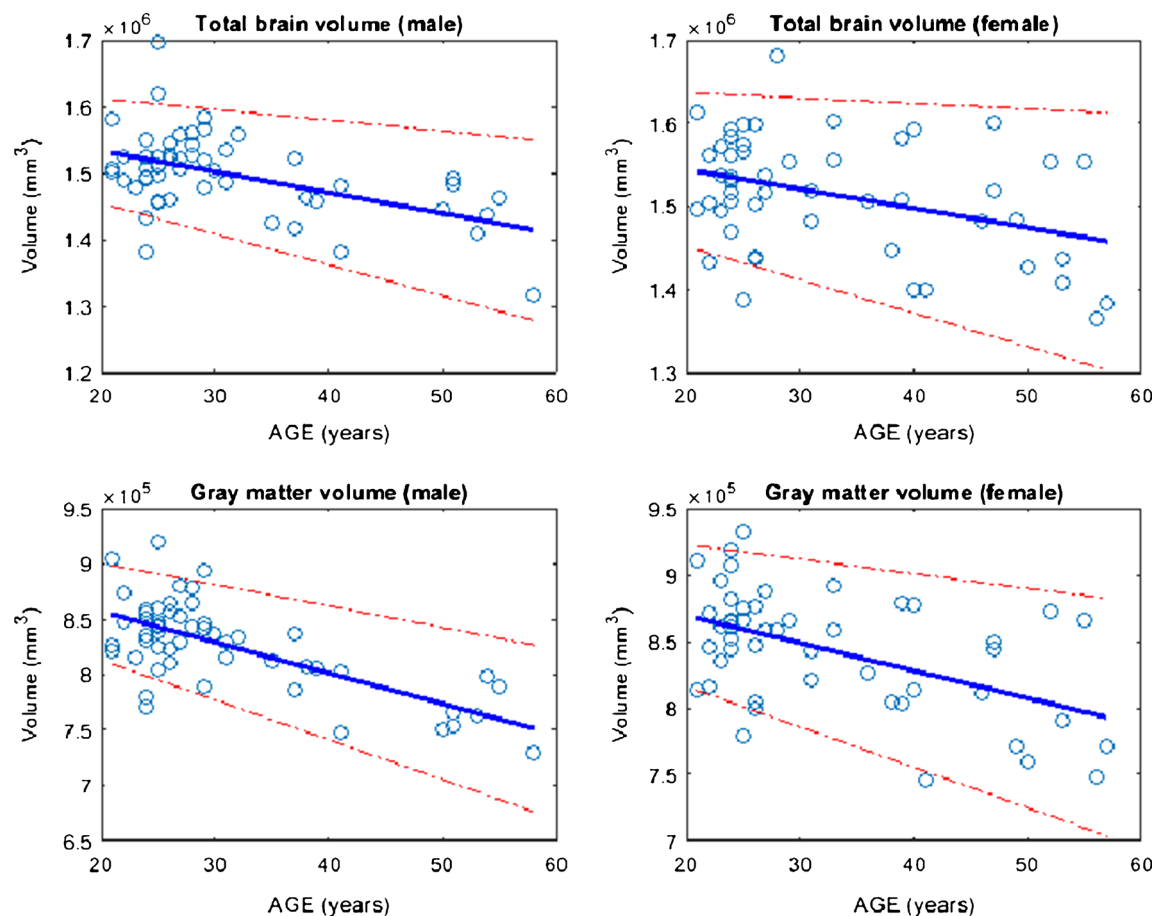 Total brain volume (male)
× 10^6
1.7
1.6
1.5
1.4
1.3
1.2
Volume (mm^3}
20 30 40 50 60
AGE (years)
Total brain volume (female)
× 10^6
1.7
1.6
1.5
1.4
1.3
Volume (mm^3)
20 30 40 50 60
AGE (years)
Gray matter volume (male)
× 10^5
9.5
9
8.5
8
7.5
7
6.5
Volume (mm^3)
20 30 40 50 60
AGE (years)
Gray matter volume (female)
× 10^5
9.5
9
8.5
8
7.5
7
Volume (mm^3)
20 30 40 50 60
AGE (years)